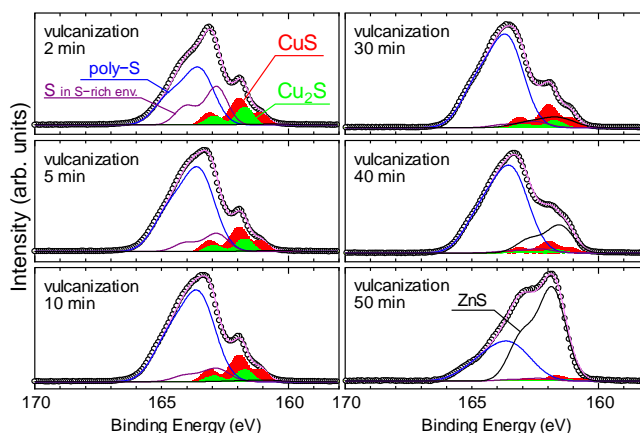 vulcanization
2 min
poly-S
S in S-rich env.
CuS
Cu₂S
vulcanization
5 min
vulcanization
10 min
vulcanization
30 min
vulcanization
40 min
vulcanization
50 min
ZnS
Intensity (arb. units)
170 165 160
170 165 160
Binding Energy (eV)
Binding Energy (eV)